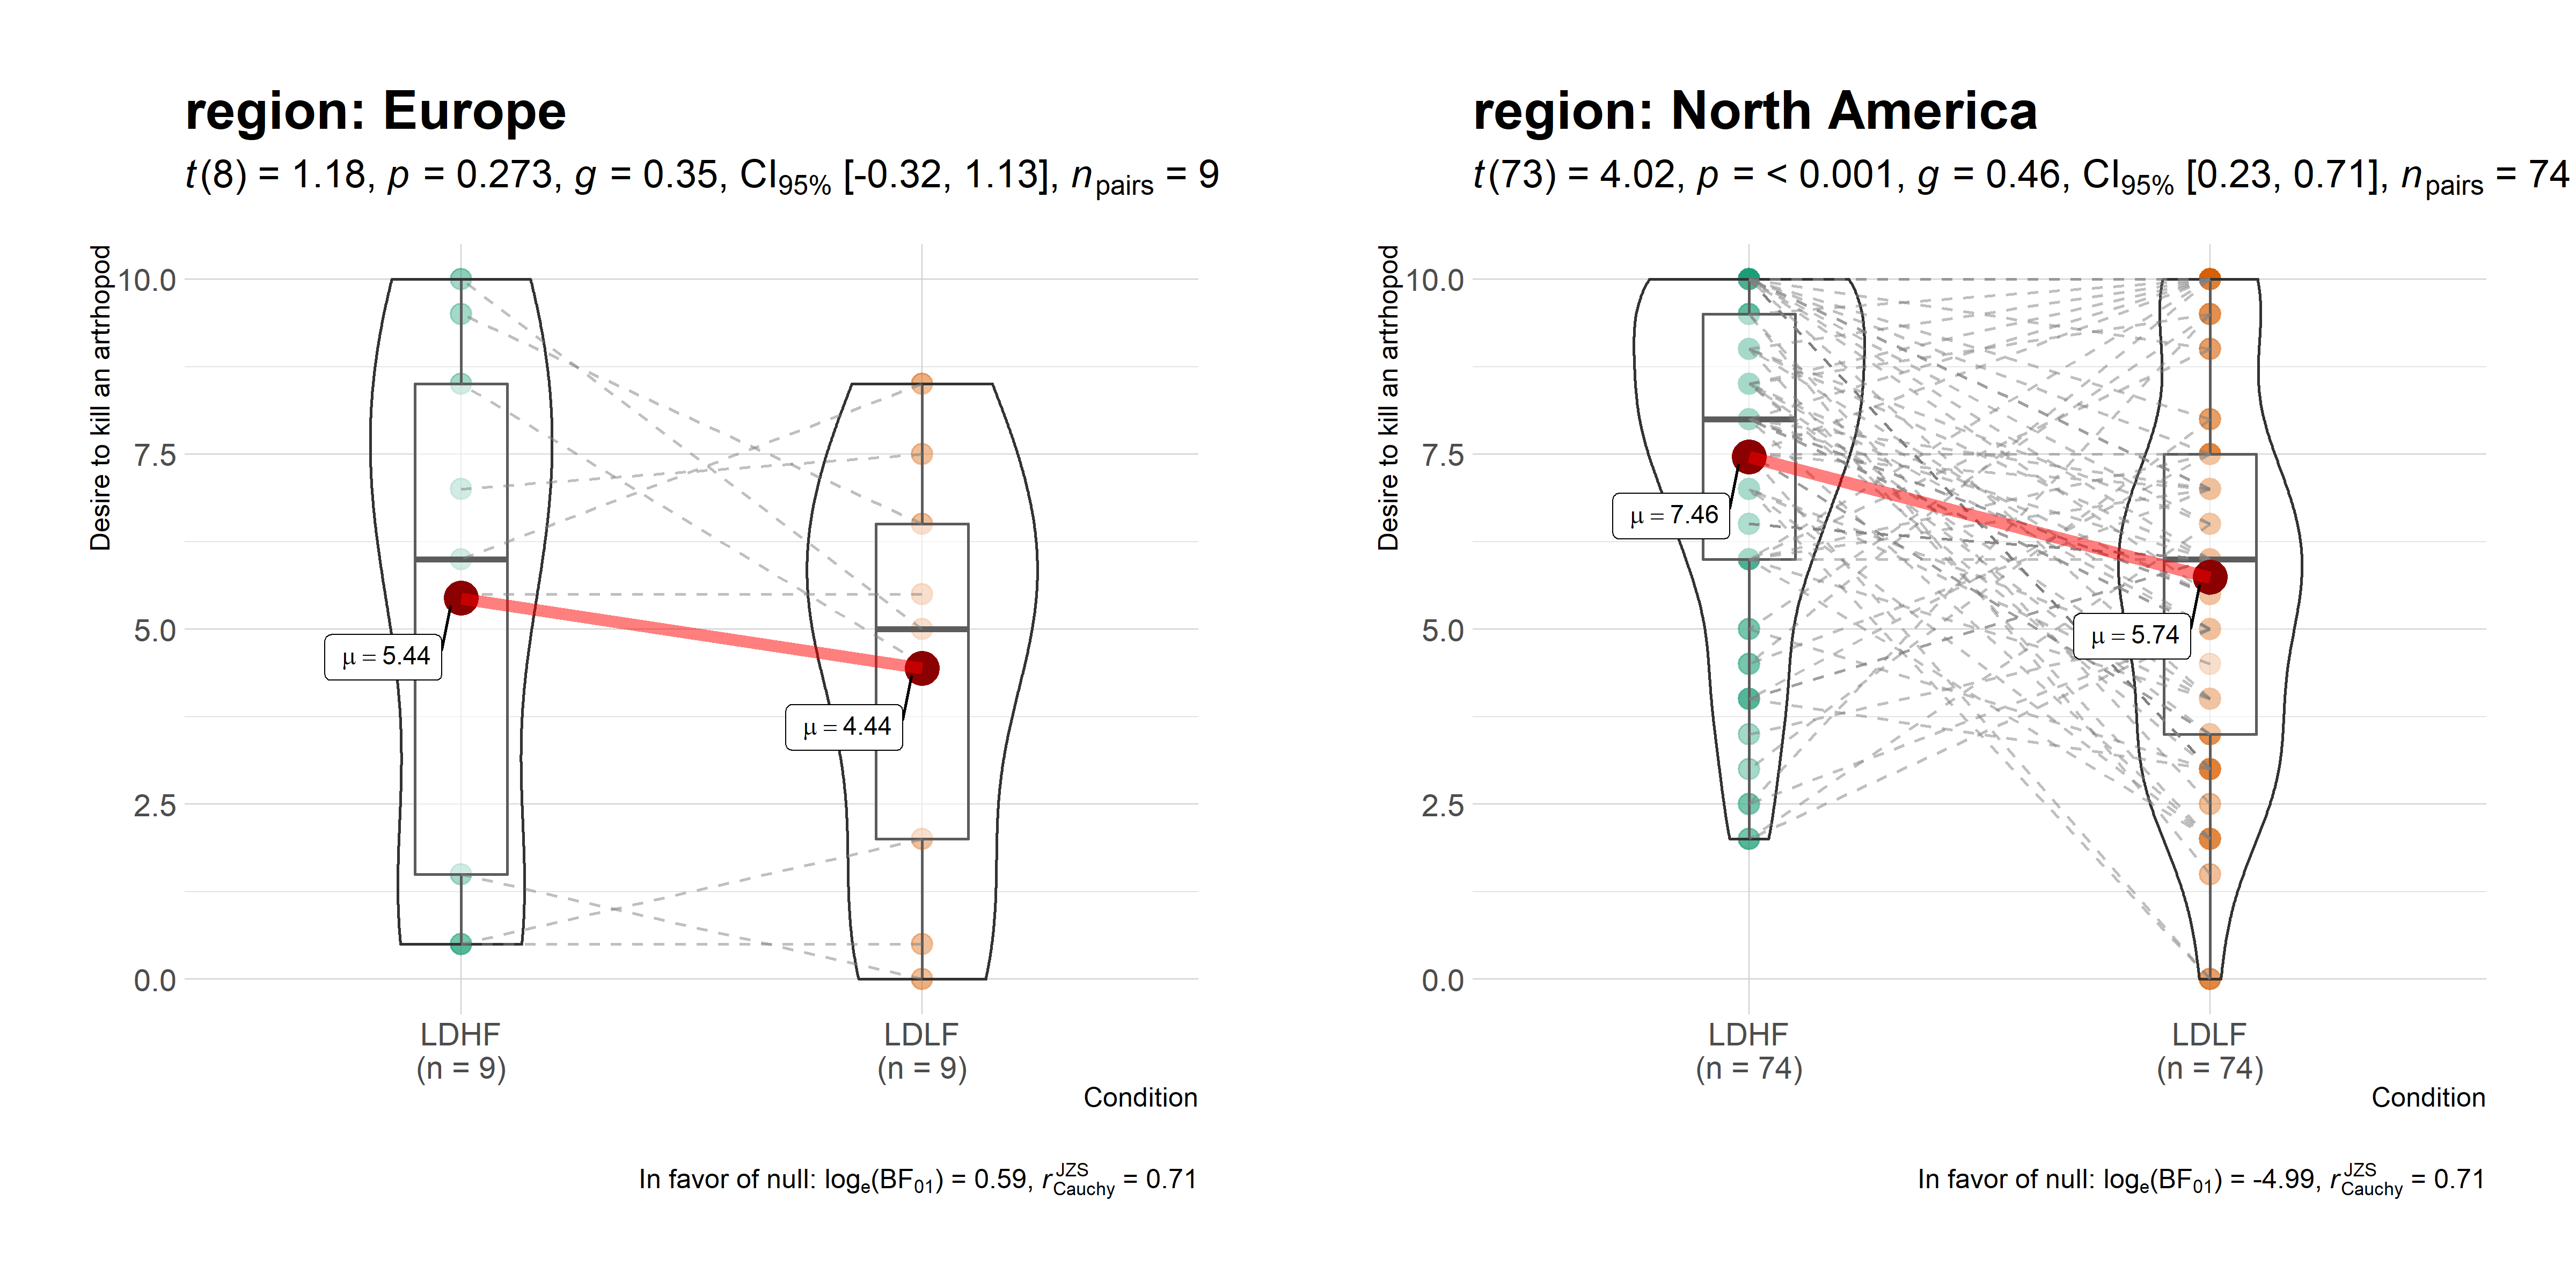 region: Europe
t(8) = 1.18, p = 0.273, g = 0.35, CI95% [-0.32, 1.13], npairs = 9
Desire to kill an artrhopod
10.0
7.5
5.0
2.5
0.0
μ = 5.44
μ = 4.44
LDHF
(n = 9)
LDLF
(n = 9)
Condition
In favor of null: loge(BF01) = 0.59, rJZSCauchy = 0.71
region: North America
t(73) = 4.02, p = < 0.001, g = 0.46, CI95% [0.23, 0.71], npairs = 74
Desire to kill an artrhopod
10.0
7.5
5.0
2.5
0.0
μ = 7.46
μ = 5.74
LDHF
(n = 74)
LDLF
(n = 74)
Condition
In favor of null: loge(BF01) = -4.99, rJZSCauchy = 0.71